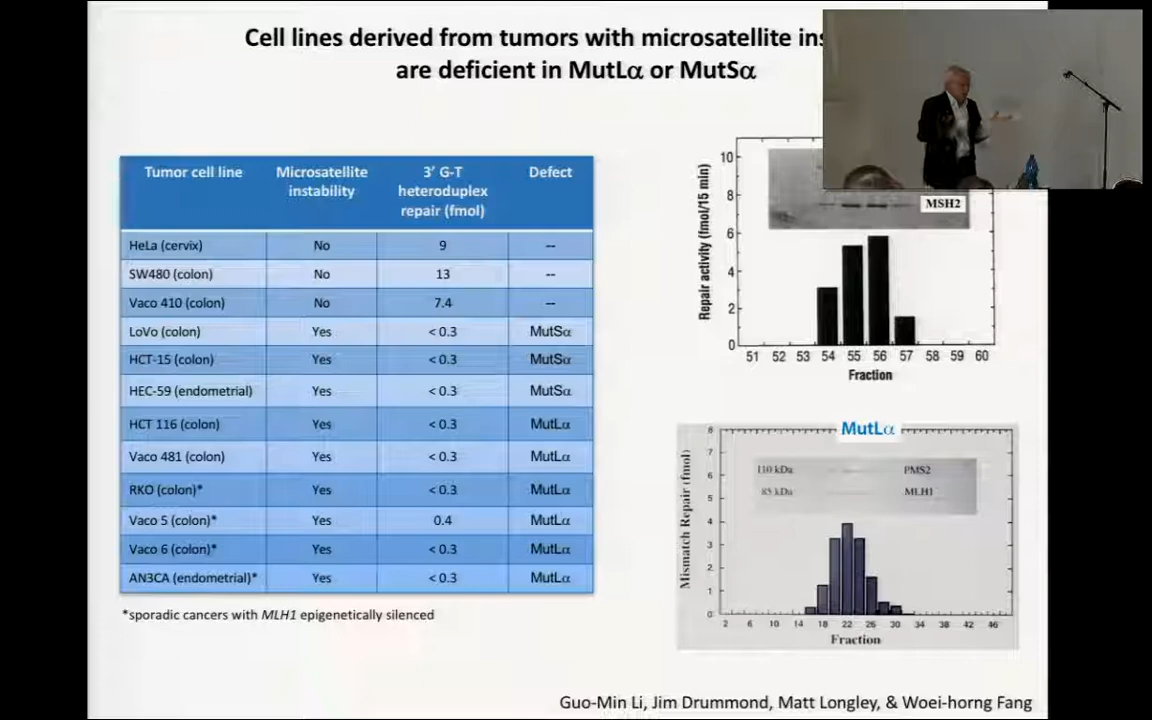 Cell lines derived from tumors with microsatellite ins
are deficient in MutLα or MutSα
Tumor cell line Microsatellite instability 3′ G-T heteroduplex repair (fmol) Defect
HeLa (cervix) No 9 --
SW480 (colon) No 13 --
Vaco 410 (colon) No 7.4 --
LoVo (colon) Yes < 0.3 MutSα
HCT-15 (colon) Yes < 0.3 MutSα
HEC-59 (endometrial) Yes < 0.3 MutSα
HCT 116 (colon) Yes < 0.3 MutLα
Vaco 481 (colon) Yes < 0.3 MutLα
RKO (colon)* Yes < 0.3 MutLα
Vaco 5 (colon)* Yes 0.4 MutLα
Vaco 6 (colon)* Yes < 0.3 MutLα
AN3CA (endometrial)* Yes < 0.3 MutLα
*sporadic cancers with MLH1 epigenetically silenced
Repair activity (fmol/15 min)
10
8
6
4
2
0
MSH2
51 52 53 54 55 56 57 58 59 60
Fraction
MutLα
Mismatch Repair (fmol)
8
7
6
5
4
3
2
1
0
110 kDa PMS2
85 kDa MLH1
2 6 10 14 18 22 26 30 34 38 42 46
Fraction
Guo-Min Li, Jim Drummond, Matt Longley, & Woei-horng Fang